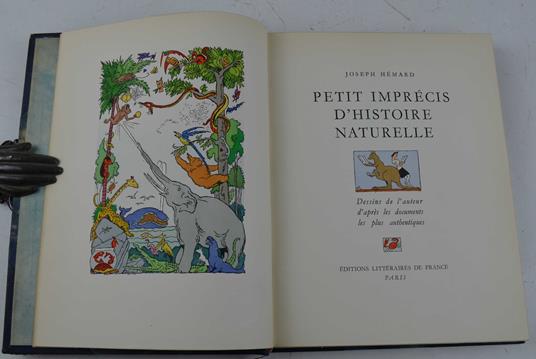 JOSEPH HÉMARD
PETIT IMPRÉCIS
D'HISTOIRE
NATURELLE
Dessins de l'auteur
d'après les documents
les plus authentiques
ÉDITIONS LITTÉRAIRES DE FRANCE
PARIS